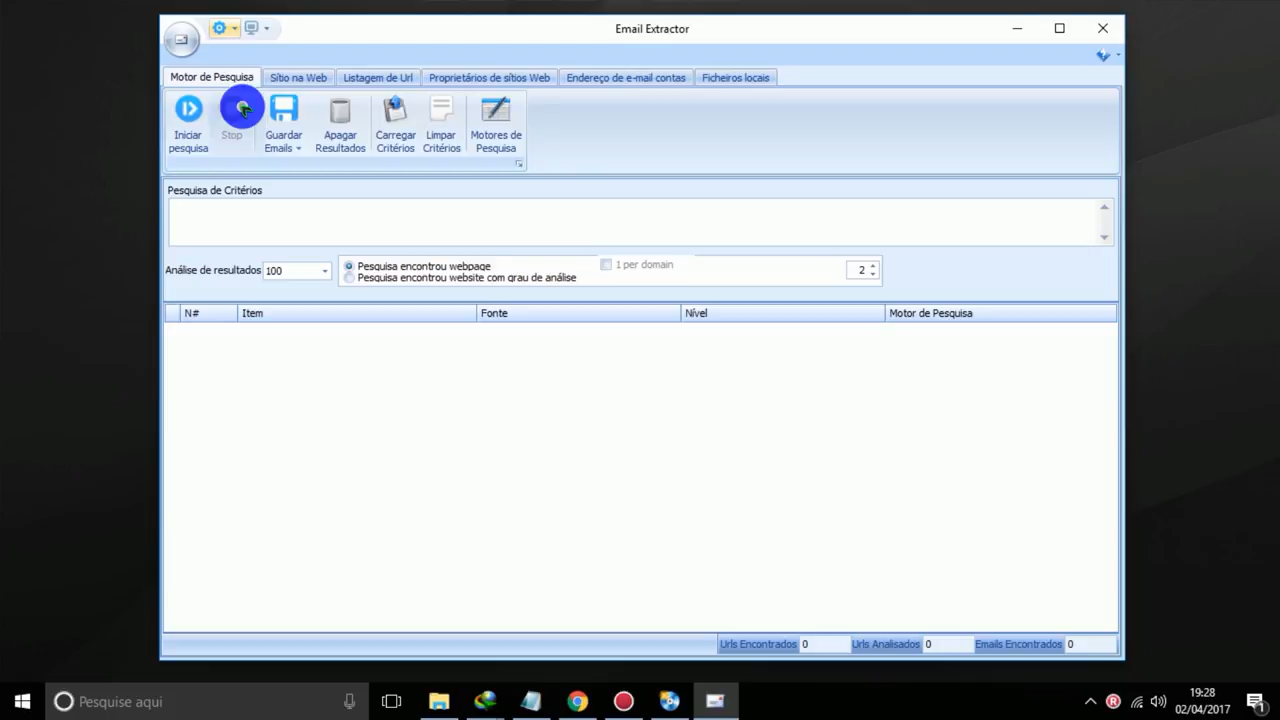 Email Extractor
Motor de Pesquisa
Sítio na Web
Listagem de Url
Proprietários de sítios Web
Endereço de e-mail contas
Ficheiros locais
Iniciar
pesquisa
Stop
Guardar
Emails
Apagar
Resultados
Carregar
Critérios
Limpar
Critérios
Motores de
Pesquisa
Pesquisa de Critérios
Análise de resultados 100
Pesquisa encontrou webpage
1 per domain
2
Pesquisa encontrou website com grau de análise
N# Item Fonte Nível Motor de Pesquisa
Urls Encontrados 0 Urls Analisados 0 Emails Encontrados 0
Pesquise aqui
19:28
02/04/2017
1